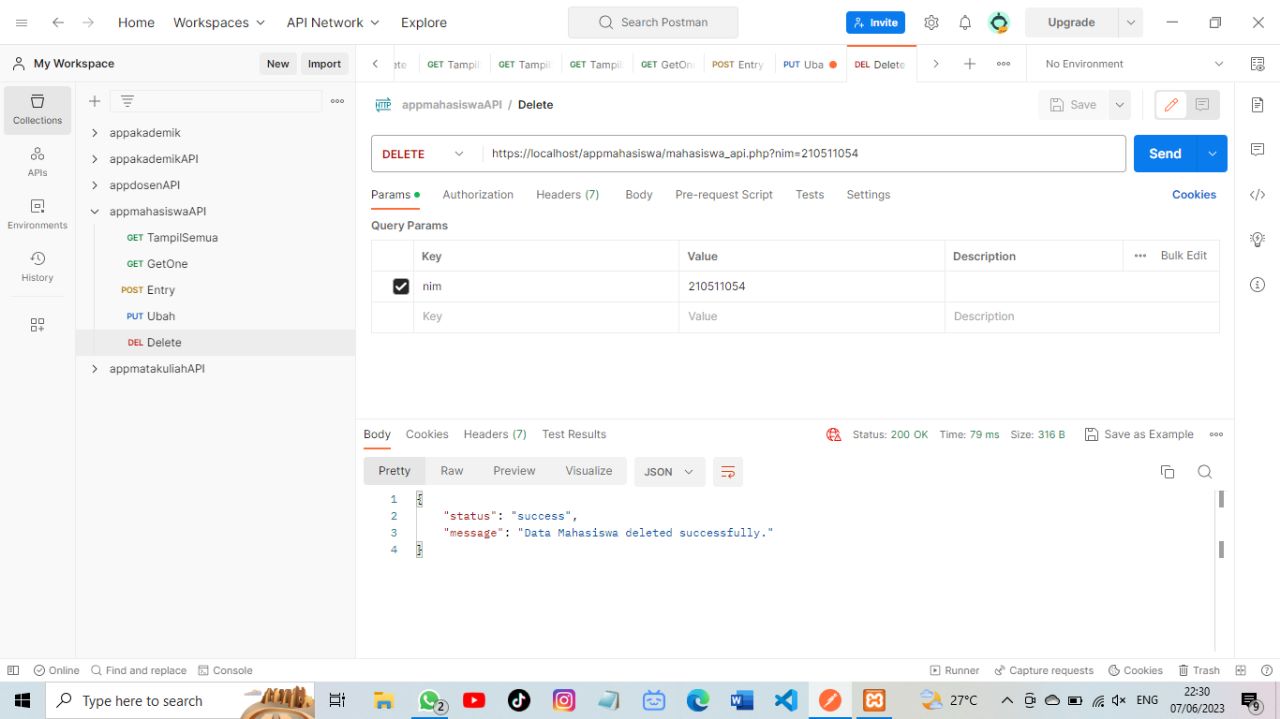 Home Workspaces API Network Explore Search Postman Invite Upgrade
My Workspace New Import
GET Tampil GET Tampil GET Tampil GET GetOn POST Entry PUT Uba DEL Delete No Environment
Collections
APIs
Environments
History
appakademik
appakademikAPI
appdosenAPI
appmahasiswaAPI
GET TampilSemua
GET GetOne
POST Entry
PUT Ubah
DEL Delete
appmatakuliahAPI
HTTP appmahasiswaAPI / Delete Save
DELETE https://localhost/appmahasiswa/mahasiswa_api.php?nim=210511054 Send
Params Authorization Headers (7) Body Pre-request Script Tests Settings Cookies
Query Params
Key Value Description Bulk Edit
nim 210511054
Key Value Description
Body Cookies Headers (7) Test Results Status: 200 OK Time: 79 ms Size: 316 B Save as Example
Pretty Raw Preview Visualize JSON
1 {
2 "status": "success",
3 "message": "Data Mahasiswa deleted successfully."
4 }
Online Find and replace Console Runner Capture requests Cookies Trash
Type here to search 2 27°C ENG 22:30 9
07/06/2023